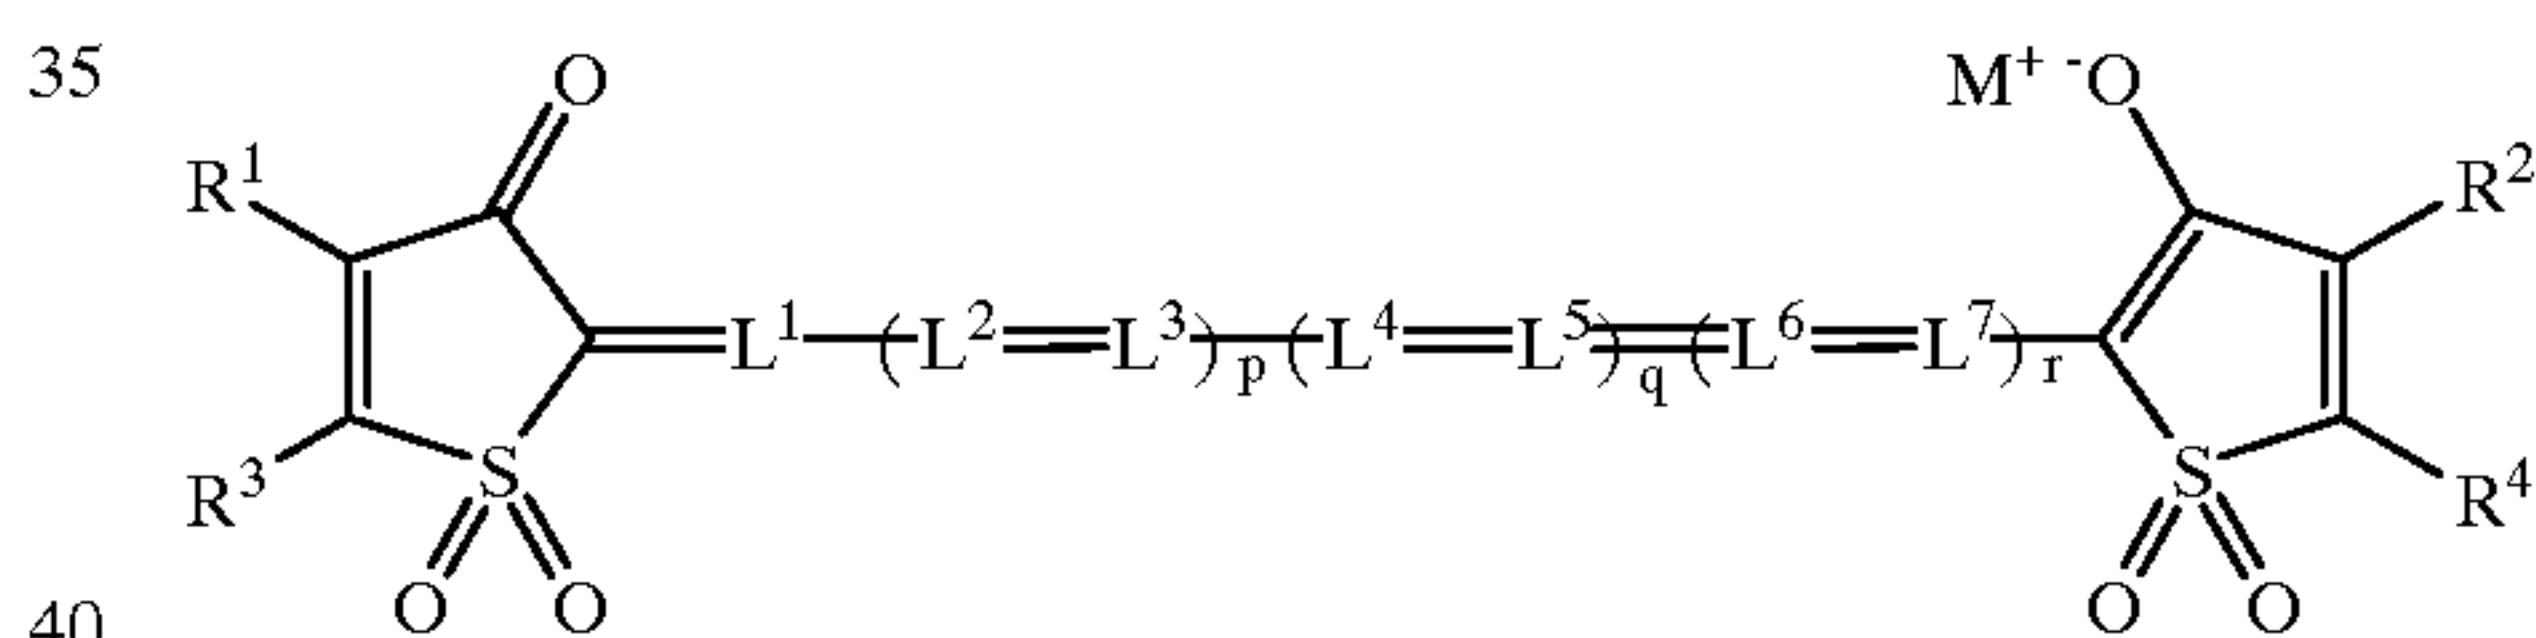 35 O M⁺ ⁻O
R¹ R²
L¹—(L²=L³)p—(L⁴=L⁵)q=(L⁶=L⁷)r
R³ S S R⁴
40 O O O O